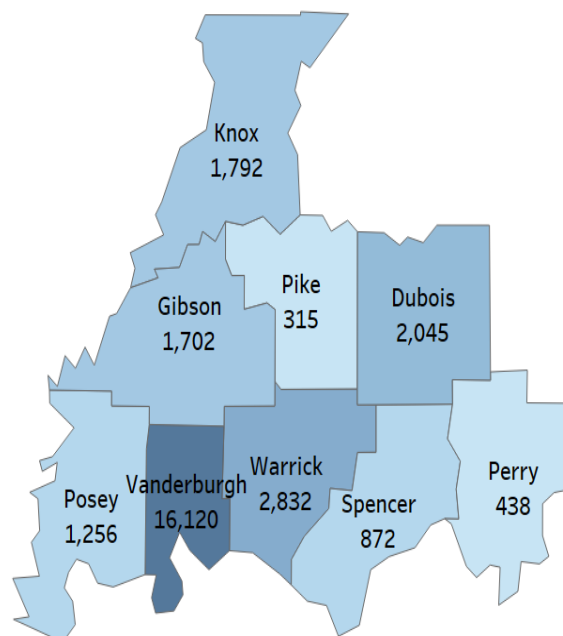 Knox
1,792
Pike
315
Dubois
2,045
Gibson
1,702
Warrick
2,832
Perry
438
Vanderburgh
16,120
Posey
1,256
Spencer
872